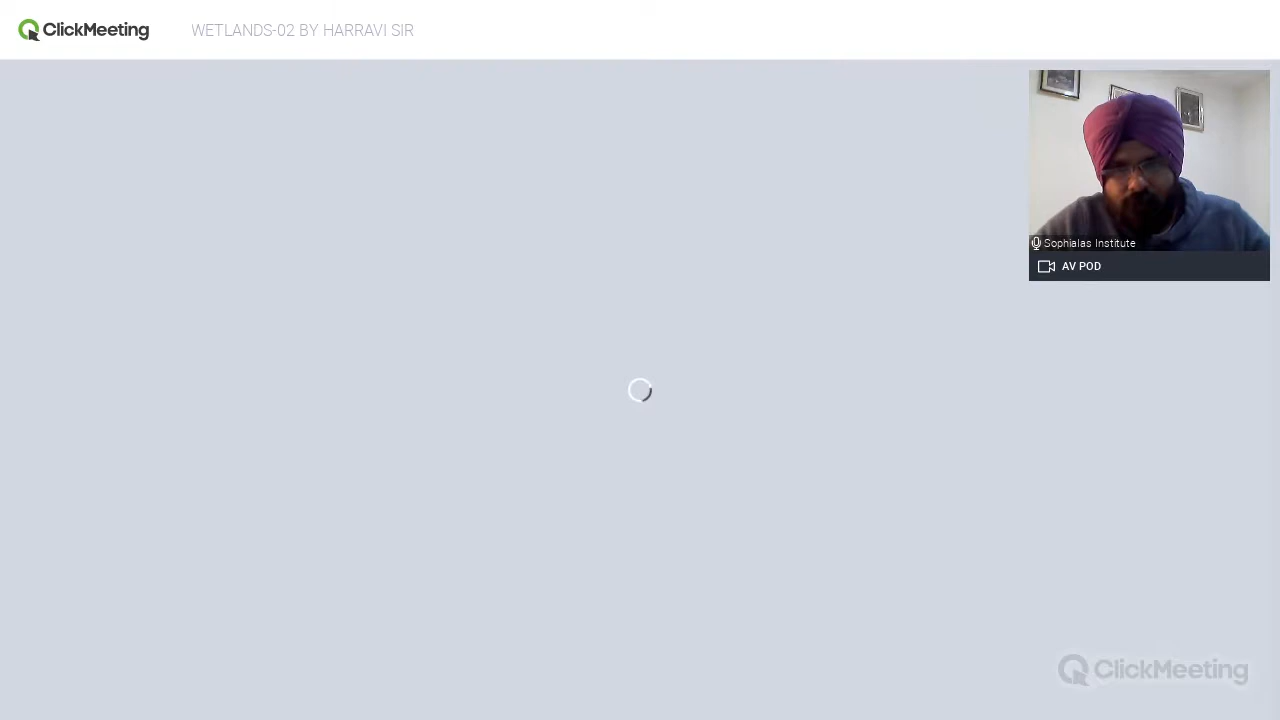 ClickMeeting
WETLANDS-02 BY HARRAVI SIR
SophiaIas Institute
AV POD
ClickMeeting